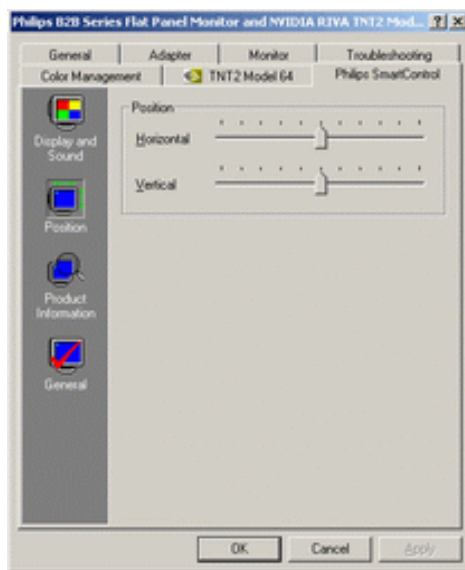 Philips B2B Series Flat Panel Monitor and NVIDIA RIVA TNT2 Mod...
General Adapter Monitor Troubleshooting
Color Management TNT2 Model 64 Philips SmartControl
Display and
Sound
Position
Product
Information
General
Position
Horizontal
Vertical
OK Cancel Apply